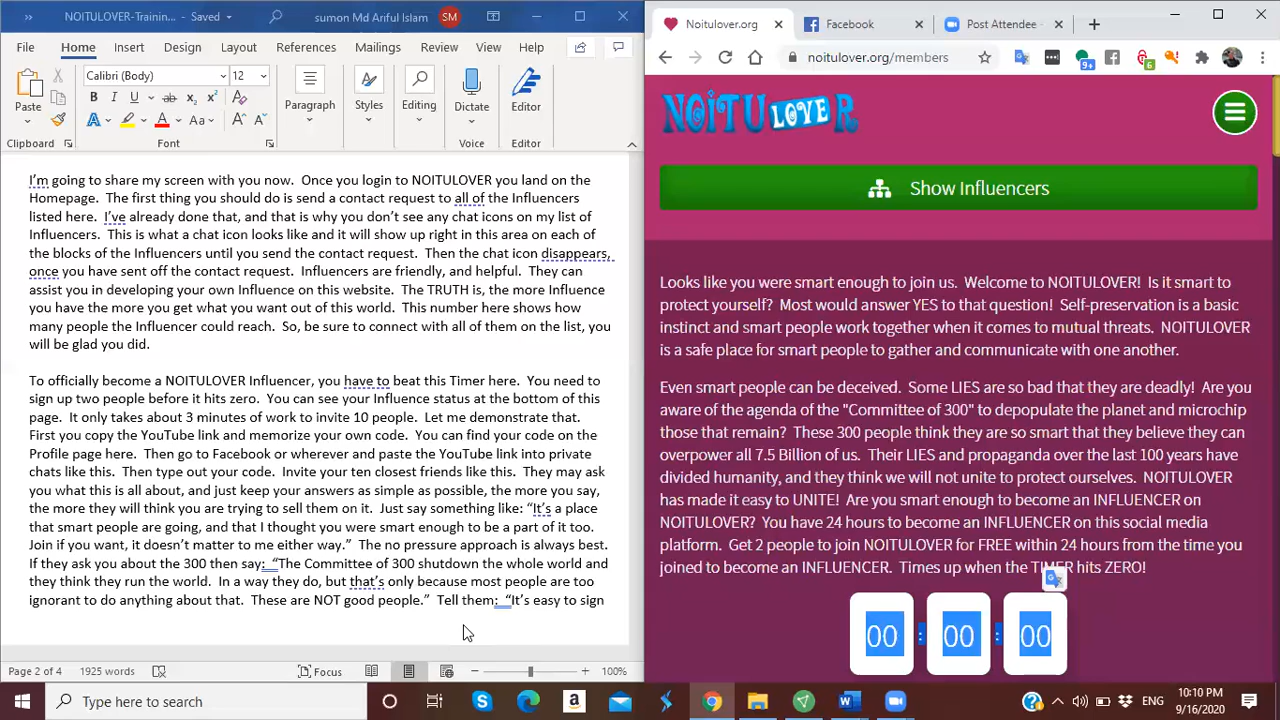 NOITULOVER-Trainin...  -  Saved
sumon Md Ariful Islam
SM
File Home Insert Design Layout References Mailings Review View Help
Calibri (Body) 12
Paste
Paragraph Styles Editing Dictate Editor
Clipboard Font Styles Voice Editor
I'm going to share my screen with you now. Once you login to NOITULOVER you land on the
Homepage. The first thing you should do is send a contact request to all of the Influencers
listed here. I've already done that, and that is why you don't see any chat icons on my list of
Influencers. This is what a chat icon looks like and it will show up right in this area on each of
the blocks of the Influencers until you send the contact request. Then the chat icon disappears,
once you have sent off the contact request. Influencers are friendly, and helpful. They can
assist you in developing your own Influence on this website. The TRUTH is, the more Influence
you have the more you get what you want out of this world. This number here shows how
many people the Influencer could reach. So, be sure to connect with all of them on the list, you
will be glad you did.
To officially become a NOITULOVER Influencer, you have to beat this Timer here. You need to
sign up two people before it hits zero. You can see your Influence status at the bottom of this
page. It only takes about 3 minutes of work to invite 10 people. Let me demonstrate that.
First you copy the YouTube link and memorize your own code. You can find your code on the
Profile page here. Then go to Facebook or wherever and paste the YouTube link into private
chats like this. Then type out your code. Invite your ten closest friends like this. They may ask
you what this is all about, and just keep your answers as simple as possible, the more you say,
the more they will think you are trying to sell them on it. Just say something like: “It's a place
that smart people are going, and that I thought you were smart enough to be a part of it too.
Join if you want, it doesn't matter to me either way.” The no pressure approach is always best.
If they ask you about the 300 then say: “The Committee of 300 shutdown the whole world and
they think they run the world. In a way they do, but that's only because most people are too
ignorant to do anything about that. These are NOT good people.” Tell them: “It's easy to sign
Page 2 of 4 1925 words Focus 100%
Noitulover.org
Facebook
Post Attendee -
noitulover.org/members
9+
6
NOITULOVER
Show Influencers
Looks like you were smart enough to join us. Welcome to NOITULOVER! Is it smart to
protect yourself? Most would answer YES to that question! Self-preservation is a basic
instinct and smart people work together when it comes to mutual threats. NOITULOVER
is a safe place for smart people to gather and communicate with one another.
Even smart people can be deceived. Some LIES are so bad that they are deadly! Are you
aware of the agenda of the "Committee of 300" to depopulate the planet and microchip
those that remain? These 300 people think they are so smart that they believe they can
overpower all 7.5 Billion of us. Their LIES and propaganda over the last 100 years have
divided humanity, and they think we will not unite to protect ourselves. NOITULOVER
has made it easy to UNITE! Are you smart enough to become an INFLUENCER on
NOITULOVER? You have 24 hours to become an INFLUENCER on this social media
platform. Get 2 people to join NOITULOVER for FREE within 24 hours from the time you
joined to become an INFLUENCER. Times up when the TIMER hits ZERO!
00 : 00 : 00
Type here to search
ENG
10:10 PM
9/16/2020